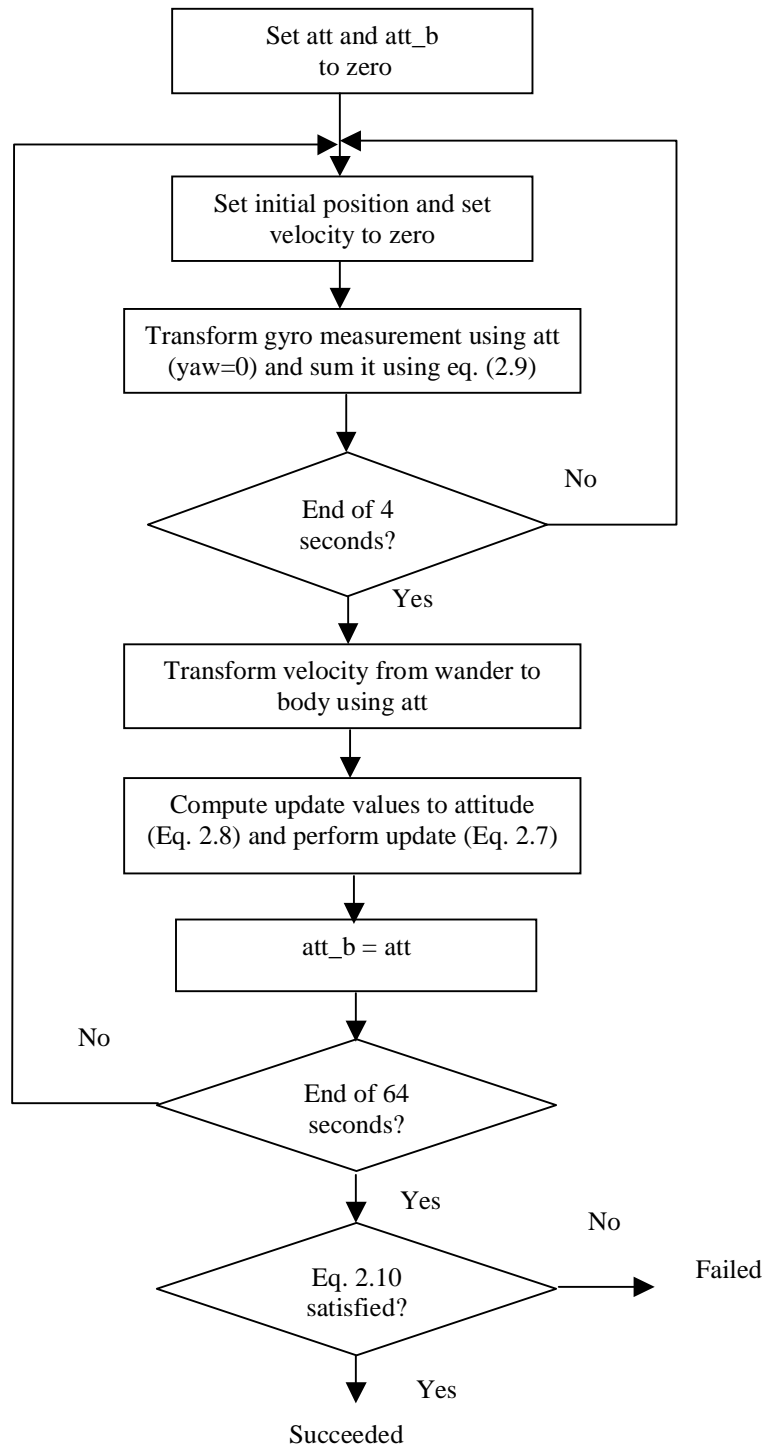 Set att and att_b
to zero
Set initial position and set
velocity to zero
Transform gyro measurement using att
(yaw=0) and sum it using eq. (2.9)
No
End of 4
seconds?
Yes
Transform velocity from wander to
body using att
Compute update values to attitude
(Eq. 2.8) and perform update (Eq. 2.7)
att_b = att
No
End of 64
seconds?
Yes
No
Eq. 2.10
satisfied?
Failed
Yes
Succeeded